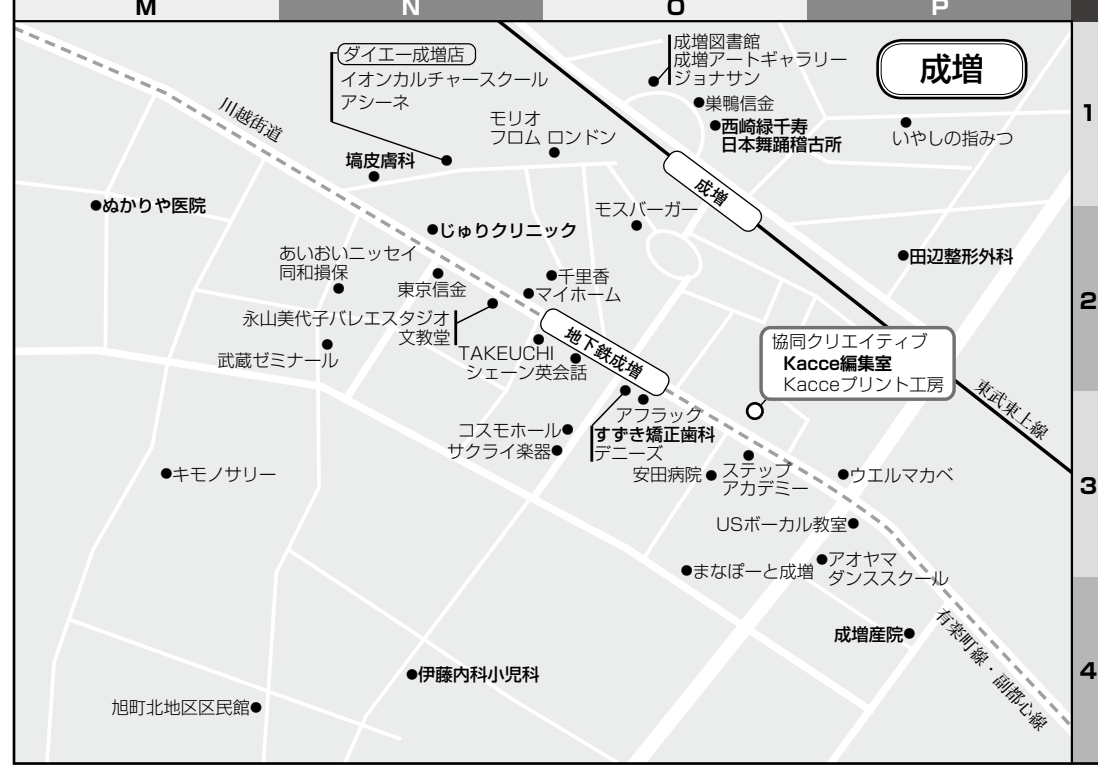 M N O P
成増
1
2
3
4
ダイエー成増店
イオンカルチャースクール
アシーネ
川越街道
モリオ
フロム ロンドン
塙皮膚科
成増図書館
成増アートギャラリー
ジョナサン
巣鴨信金
西崎緑千寿
日本舞踊稽古所
いやしの指みつ
成増
ぬかりや医院
じゅりクリニック
モスバーガー
田辺整形外科
あいおいニッセイ
同和損保
東京信金
千里香
マイホーム
永山美代子バレエスタジオ
文教堂
武蔵ゼミナール
TAKEUCHI
シェーン英会話
地下鉄成増
協同クリエイティブ
Kacce編集室
Kacceプリント工房
東武東上線
アフラック
すずき矯正歯科
デニーズ
コスモホール
サクライ楽器
キモノサリー
安田病院
ステップ
アカデミー
ウエルマカベ
USボーカル教室
まなぽーと成増
アオヤマ
ダンススクール
成増産院
有楽町線・副都心線
伊藤内科小児科
旭町北地区区民館